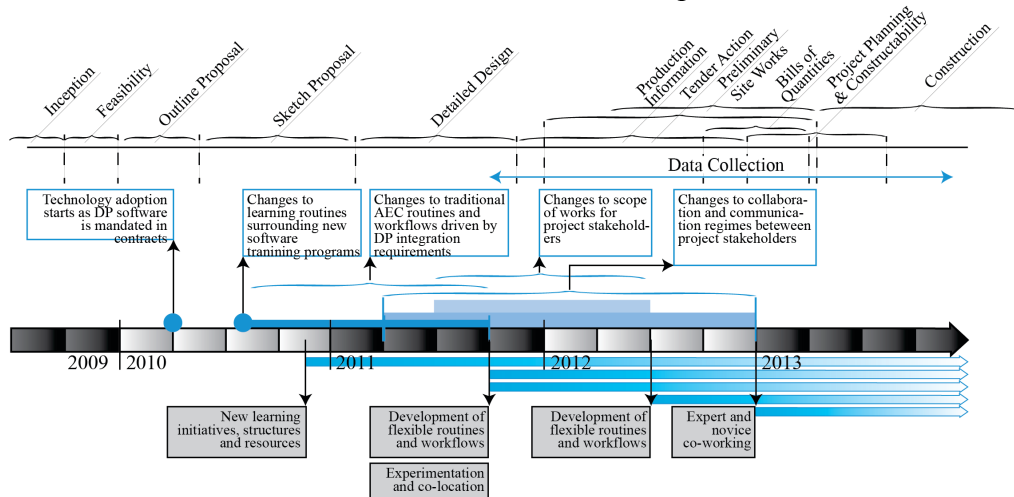 Inception
Feasibility
Outline Proposal
Sketch Proposal
Detailed Design
Production
Information
Tender Action
Preliminary
Site Works
Bills of
Quantities
Project Planning
& Constructability
Construction
Data Collection
Technology adoption
starts as DP software
is mandated in
contracts
Changes to
learning routines
surrounding new
software
tranining programs
Changes to traditional
AEC routines and
workflows driven by
DP integration
requirements
Changes to scope
of works for
project stakehold-
ers
Changes to collabora-
tion and communica-
tion regimes beteween
project stakeholders
2009
2010
2011
2012
2013
New learning
initiatives, structures
and resources
Development of
flexible routines
and workflows
Development of
flexible routines
and workflows
Expert and
novice
co-working
Experimentation
and co-location